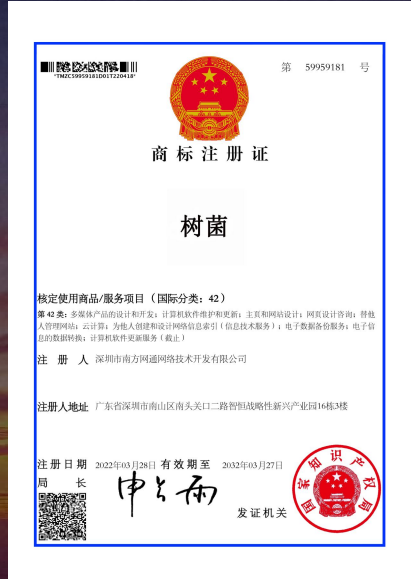 *TMZC59959181D01T220418*
第 59959181 号
商标注册证
树菌
核定使用商品/服务项目（国际分类：42）
第 42 类：多媒体产品的设计和开发；计算机软件维护和更新；主页和网站设计；网页设计咨询；替他
人管理网站；云计算；为他人创建和设计网络信息索引（信息技术服务）；电子数据备份服务；电子信
息的数据转换；计算机软件更新服务（截止）
注 册 人 深圳市南方网通网络技术开发有限公司
注册人地址 广东省深圳市南山区南头关口二路智恒战略性新兴产业园16栋3楼
注册日期 2022年03月28日 有效期至 2032年03月27日
局 长 申长雨
发证机关
国家知识产权局